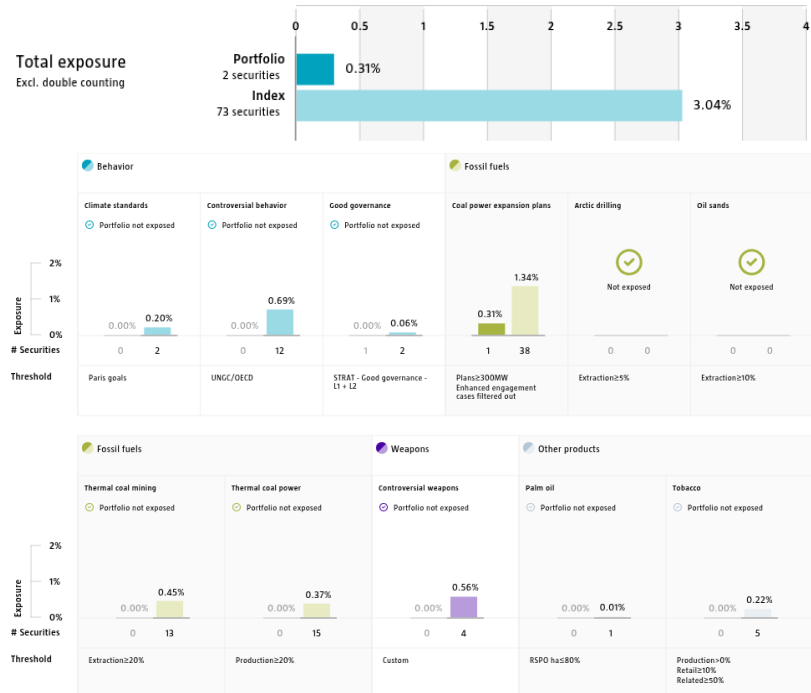 0 0.5 1 1.5 2 2.5 3 3.5 4
Total exposure
Excl. double counting
Portfolio
2 securities
0.31%
Index
73 securities
3.04%
Behavior
Fossil fuels
Climate standards
Controversial behavior
Good governance
Coal power expansion plans
Arctic drilling
Oil sands
Portfolio not exposed
Portfolio not exposed
Portfolio not exposed
Not exposed
Not exposed
Exposure
2%
1%
0%
0.00% 0.20%
0.00% 0.69%
0.00% 0.06%
0.31% 1.34%
# Securities
0 2
0 12
1 2
1 38
0 0
0 0
Threshold
Paris goals
UNGC/OECD
STRAT - Good governance -
L1 + L2
Plans≥300MW
Enhanced engagement
cases filtered out
Extraction≥5%
Extraction≥10%
Fossil fuels
Weapons
Other products
Thermal coal mining
Thermal coal power
Controversial weapons
Palm oil
Tobacco
Portfolio not exposed
Portfolio not exposed
Portfolio not exposed
Portfolio not exposed
Portfolio not exposed
Exposure
2%
1%
0%
0.00% 0.45%
0.00% 0.37%
0.00% 0.56%
0.00% 0.01%
0.00% 0.22%
# Securities
0 13
0 15
0 4
0 1
0 5
Threshold
Extraction≥20%
Production≥20%
Custom
RSPO ha≤80%
Production>0%
Retail≥10%
Related≥50%